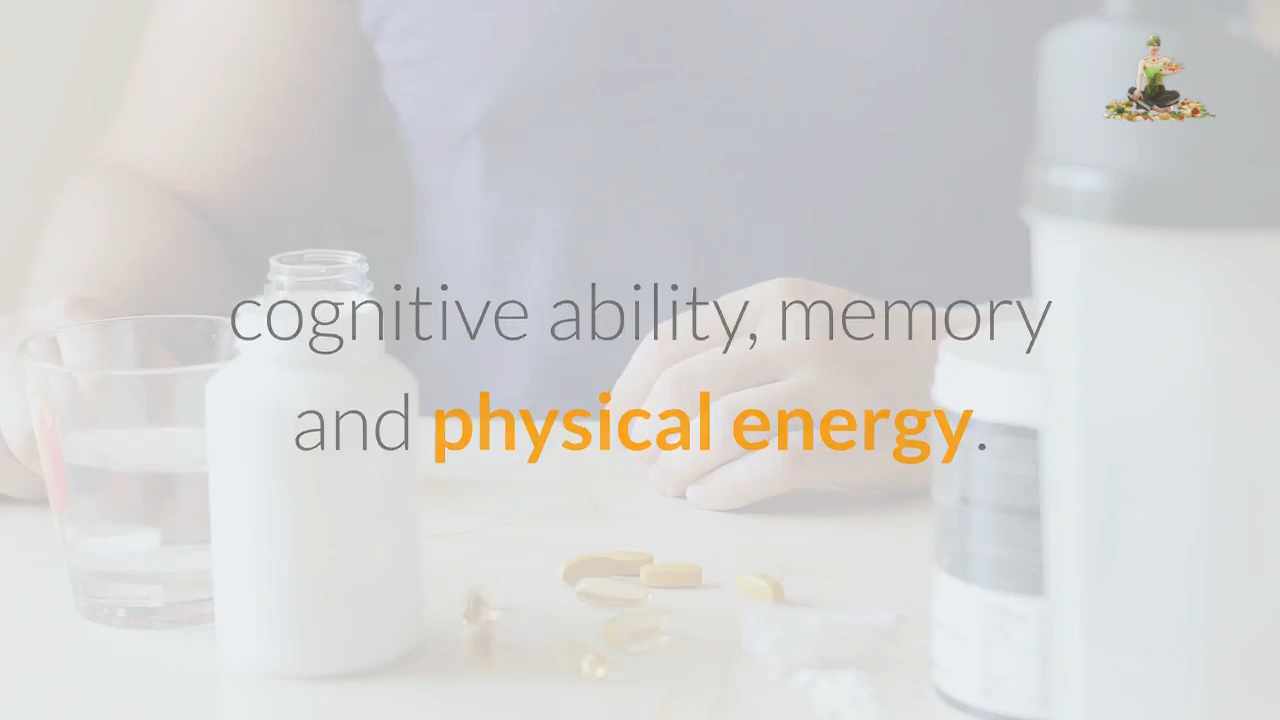 cognitive ability, memory
and physical energy.